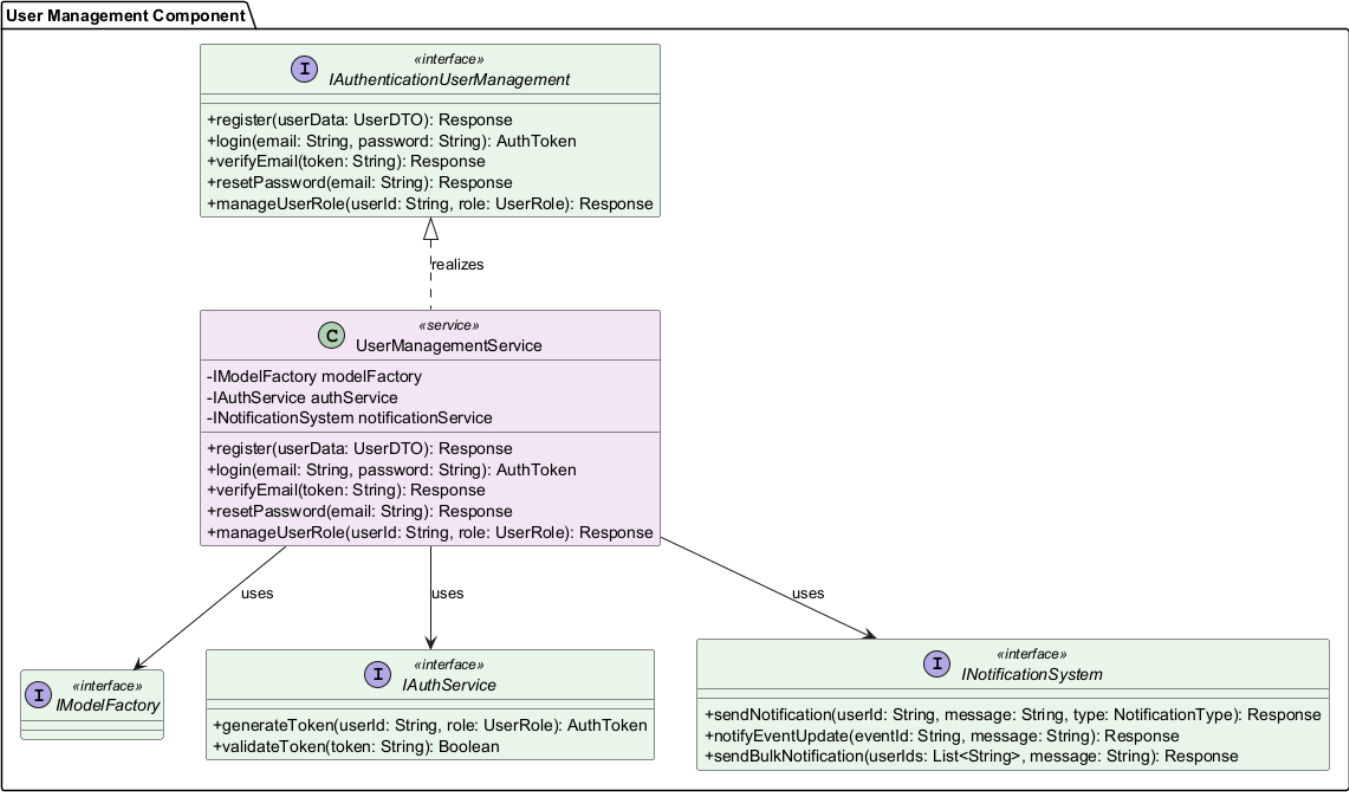 User Management Component
«interface»
I
IAuthenticationUserManagement
+register(userData: UserDTO): Response
+login(email: String, password: String): AuthToken
+verifyEmail(token: String): Response
+resetPassword(email: String): Response
+manageUserRole(userId: String, role: UserRole): Response
realizes
«service»
C
UserManagementService
-IModelFactory modelFactory
-IAuthService authService
-INotificationSystem notificationService
+register(userData: UserDTO): Response
+login(email: String, password: String): AuthToken
+verifyEmail(token: String): Response
+resetPassword(email: String): Response
+manageUserRole(userId: String, role: UserRole): Response
uses
uses
uses
«interface»
I
IModelFactory
«interface»
I
IAuthService
+generateToken(userId: String, role: UserRole): AuthToken
+validateToken(token: String): Boolean
«interface»
I
INotificationSystem
+sendNotification(userId: String, message: String, type: NotificationType): Response
+notifyEventUpdate(eventId: String, message: String): Response
+sendBulkNotification(userIds: List<String>, message: String): Response